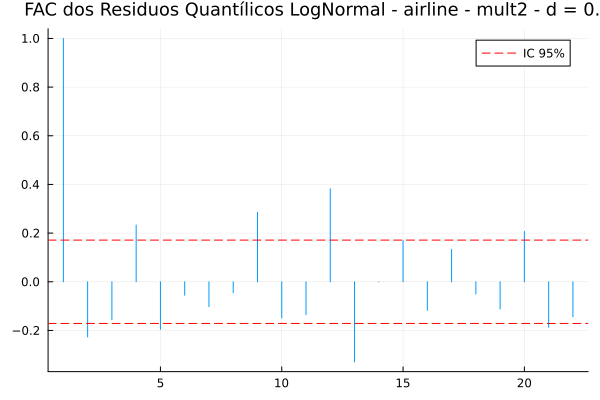 FAC dos Residuos Quantílicos LogNormal - airline - mult2 - d = 0.
IC 95%
1.0
0.8
0.6
0.4
0.2
0.0
−0.2
5 10 15 20